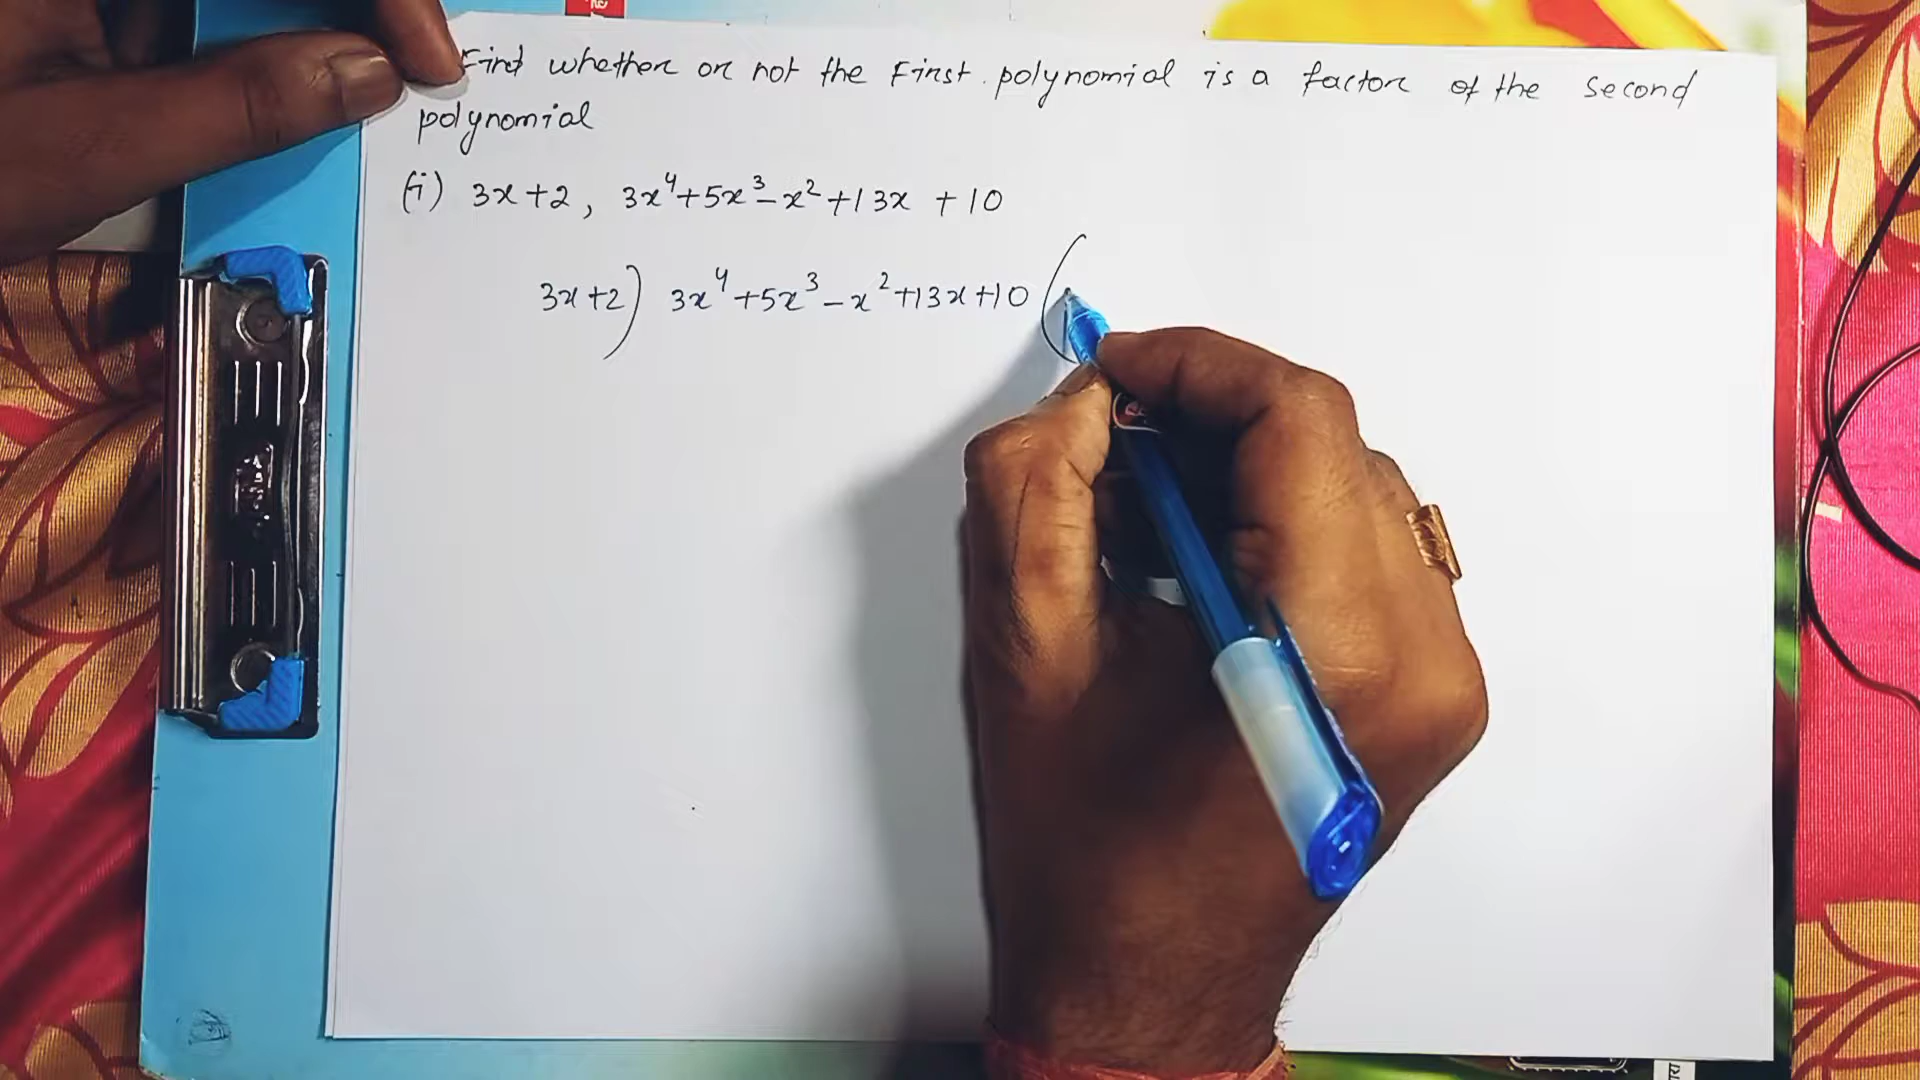 Find whether or not the First polynomial is a factor of the second
polynomial
(i) 3x+2, 3x⁴+5x³-x²+13x +10
3x+2) 3x⁴+5x³-x²+13x+10 (